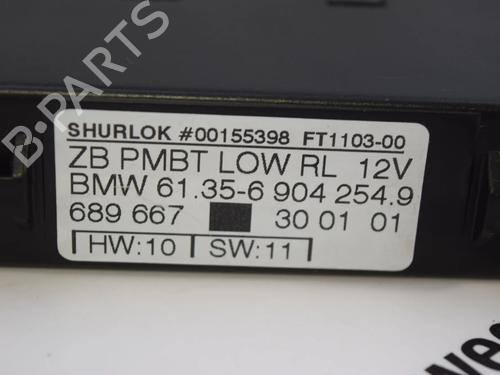 B-PARTS
SHURLOK #00155398 FT1103-00
ZB PMBT LOW RL 12V
BMW 61.35-6 904 254.9
689 667 30 01 01
HW:10 SW:11